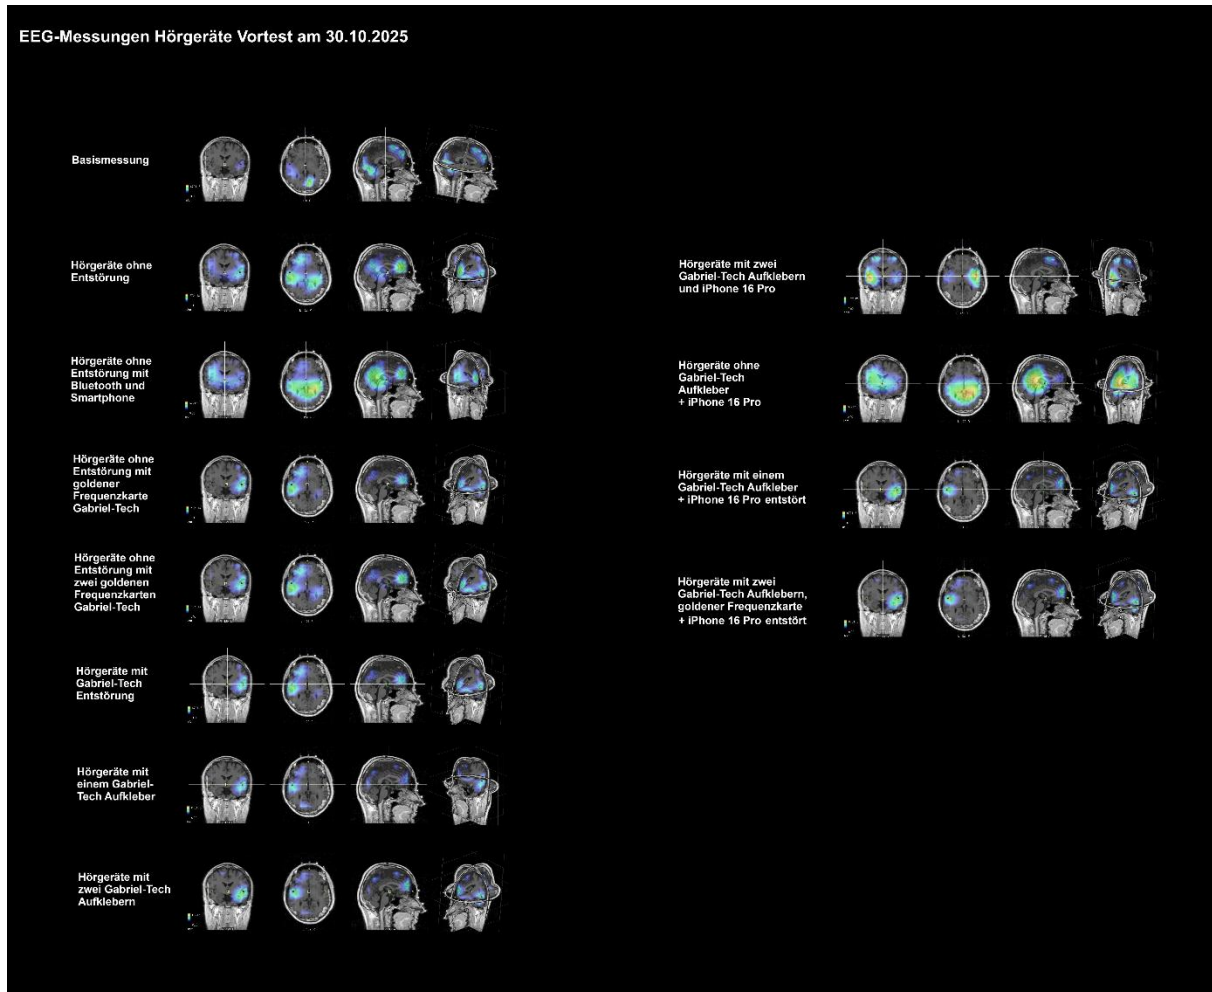 EEG-Messungen Hörgeräte Vortest am 30.10.2025
Basismessung
Hörgeräte ohne
Entstörung
Hörgeräte ohne
Entstörung mit
Bluetooth und
Smartphone
Hörgeräte ohne
Entstörung mit
goldener
Frequenzkarte
Gabriel-Tech
Hörgeräte ohne
Entstörung mit
zwei goldenen
Frequenzkarten
Gabriel-Tech
Hörgeräte mit
Gabriel-Tech
Entstörung
Hörgeräte mit
einem Gabriel-
Tech Aufkleber
Hörgeräte mit
zwei Gabriel-Tech
Aufklebern
Hörgeräte mit zwei
Gabriel-Tech Aufklebern
und iPhone 16 Pro
Hörgeräte ohne
Gabriel-Tech
Aufkleber
+ iPhone 16 Pro
Hörgeräte mit einem
Gabriel-Tech Aufkleber
+ iPhone 16 Pro entstört
Hörgeräte mit zwei
Gabriel-Tech Aufklebern,
goldener Frequenzkarte
+ iPhone 16 Pro entstört